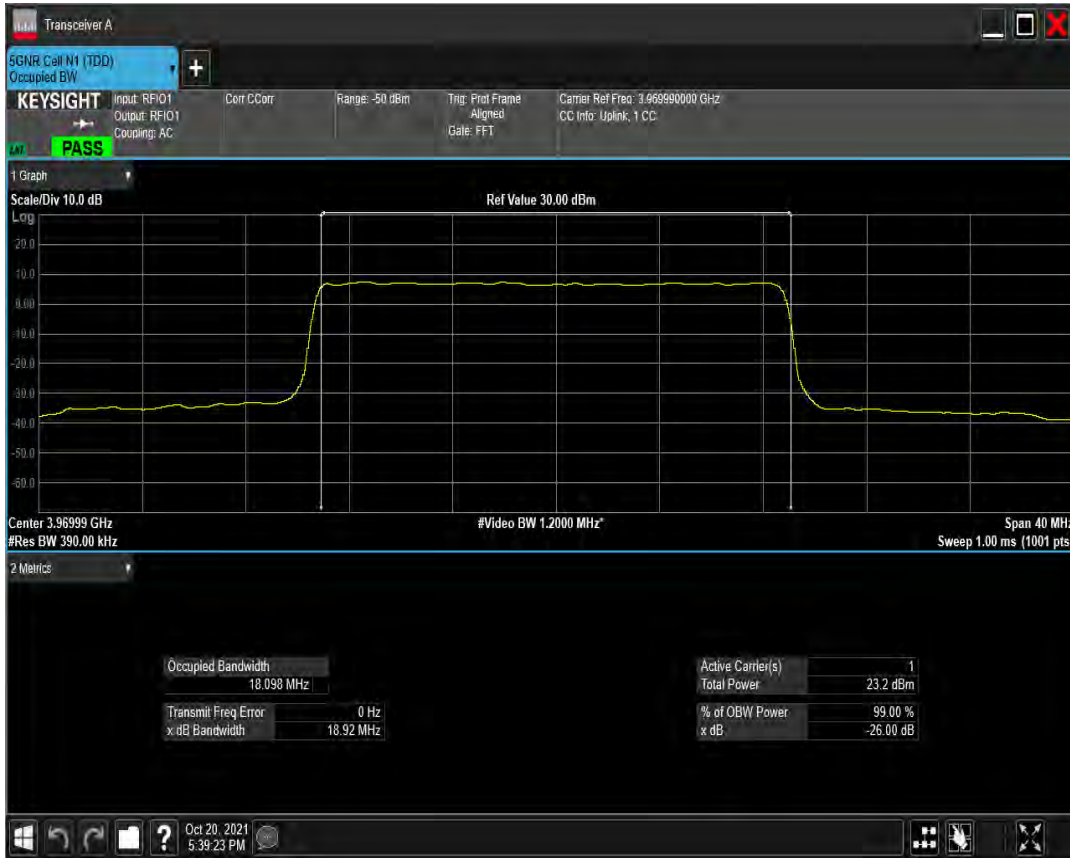 Transceiver A
5GNR Cell N1 (TDD)
Occupied BW
KEYSIGHT
Input: RFIO1
Output: RFIO1
Coupling: AC
Corr CCorr
Range: -50 dBm
Trig: Prot Frame
Aligned
Gate: FFT
Carrier Ref Freq: 3.969990000 GHz
CC Info: Uplink, 1 CC
PASS
1 Graph
Scale/Div 10.0 dB
Ref Value 30.00 dBm
Log
20.0
10.0
0.00
-10.0
-20.0
-30.0
-40.0
-50.0
-60.0
Center 3.96999 GHz
#Video BW 1.2000 MHz*
Span 40 MHz
#Res BW 390.00 kHz
Sweep 1.00 ms (1001 pts
2 Metrics
Occupied Bandwidth
18.098 MHz
Transmit Freq Error 0 Hz
x dB Bandwidth 18.92 MHz
Active Carrier(s) 1
Total Power 23.2 dBm
% of OBW Power 99.00 %
x dB -26.00 dB
?
Oct 20, 2021
5:39:23 PM